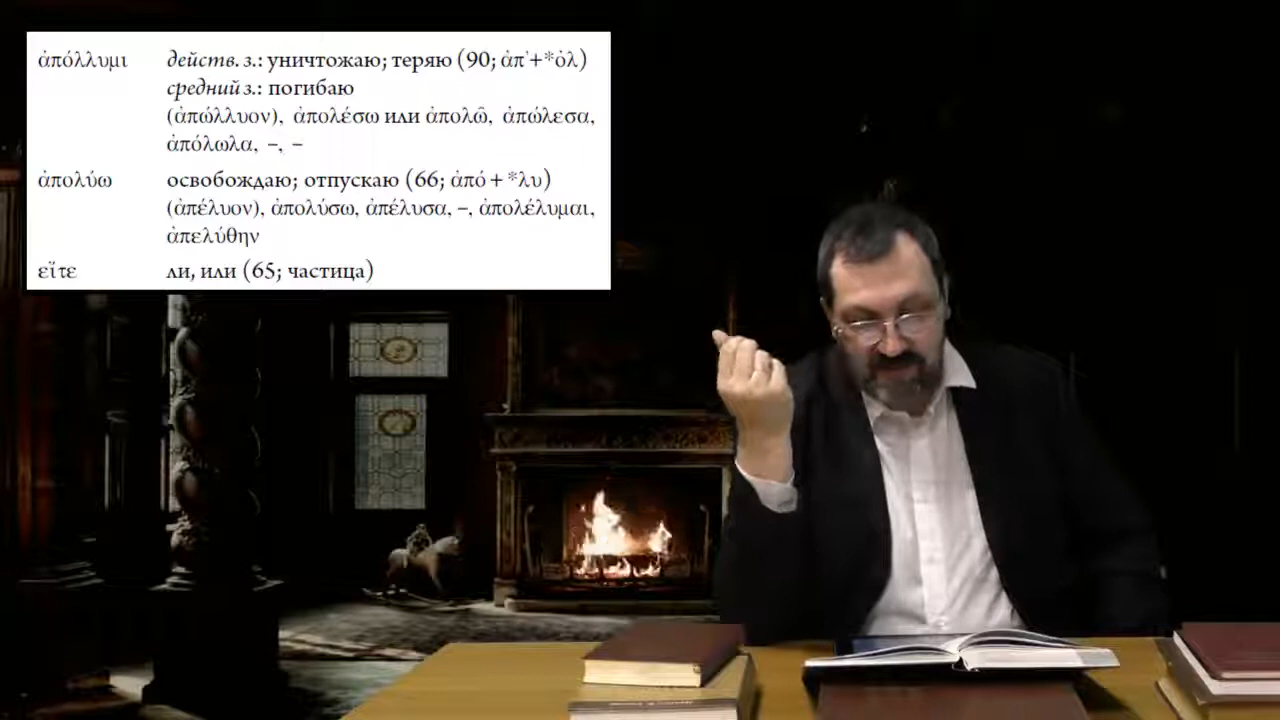 ἀπόλλυμι действ. з.: уничтожаю; теряю (90; ἀπ᾽+*ὀλ)
средний з.: погибаю
(ἀπώλλυον), ἀπολέσω или ἀπολῶ, ἀπώλεσα,
ἀπόλωλα, –, –
ἀπολύω освобождаю; отпускаю (66; ἀπό + *λυ)
(ἀπέλυον), ἀπολύσω, ἀπέλυσα, –, ἀπολέλυμαι,
ἀπελύθην
εἴτε ли, или (65; частица)